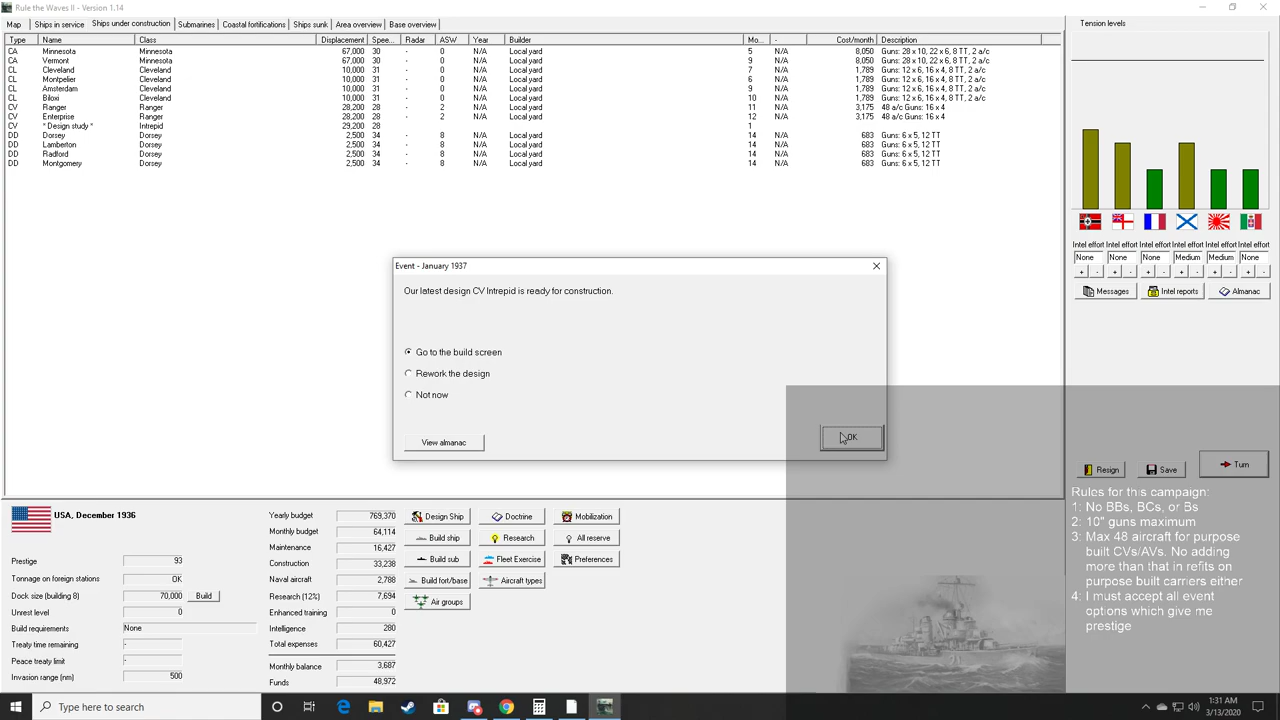 Rule the Waves II - Version 1.14
Map Ships in service Ships under construction Submarines Coastal fortifications Ships sunk Area overview Base overview
Type Name Class Displacement Spee... Radar ASW Year Builder Mo... - Cost/month Description
CA Minnesota Minnesota 67,000 30 - 0 N/A Local yard 5 N/A 8,050 Guns: 28 x 10, 22 x 6, 8 TT, 2 a/c
CA Vermont Minnesota 67,000 30 - 0 N/A Local yard 9 N/A 8,050 Guns: 28 x 10, 22 x 6, 8 TT, 2 a/c
CL Cleveland Cleveland 10,000 31 - 0 N/A Local yard 7 N/A 1,789 Guns: 12 x 6, 16 x 4, 8 TT, 2 a/c
CL Montpelier Cleveland 10,000 31 - 0 N/A Local yard 6 N/A 1,789 Guns: 12 x 6, 16 x 4, 8 TT, 2 a/c
CL Amsterdam Cleveland 10,000 31 - 0 N/A Local yard 9 N/A 1,789 Guns: 12 x 6, 16 x 4, 8 TT, 2 a/c
CL Biloxi Cleveland 10,000 31 - 0 N/A Local yard 10 N/A 1,789 Guns: 12 x 6, 16 x 4, 8 TT, 2 a/c
CV Ranger Ranger 28,200 28 - 2 N/A Local yard 11 N/A 3,175 48 a/c Guns: 16 x 4
CV Enterprise Ranger 28,200 28 - 2 N/A Local yard 12 N/A 3,175 48 a/c Guns: 16 x 4
CV * Design study * Intrepid 29,200 28 1
DD Dorsey Dorsey 2,500 34 - 8 N/A Local yard 14 N/A 683 Guns: 6 x 5, 12 TT
DD Lamberton Dorsey 2,500 34 - 8 N/A Local yard 14 N/A 683 Guns: 6 x 5, 12 TT
DD Radford Dorsey 2,500 34 - 8 N/A Local yard 14 N/A 683 Guns: 6 x 5, 12 TT
DD Montgomery Dorsey 2,500 34 - 8 N/A Local yard 14 N/A 683 Guns: 6 x 5, 12 TT
Tension levels
Intel effort Intel effort Intel effort Intel effort Intel effort Intel effort
None None None Medium Medium None
+ - + - + - + - + - + -
Messages Intel reports Almanac
Event - January 1937
Our latest design CV Intrepid is ready for construction.
Go to the build screen
Rework the design
Not now
View almanac
OK
Resign Save Turn
Rules for this campaign:
1: No BBs, BCs, or Bs
2: 10" guns maximum
3: Max 48 aircraft for purpose
built CVs/AVs. No adding
more than that in refits on
purpose built carriers either
4: I must accept all event
options which give me
prestige
USA, December 1936
Prestige 93
Tonnage on foreign stations OK
Dock size (building 8) 70,000 Build
Unrest level 0
Build requirements None
Treaty time remaining -
Peace treaty limit -
Invasion range (nm) 500
Yearly budget 769,370
Monthly budget 64,114
Maintenance 16,427
Construction 33,238
Naval aircraft 2,788
Research (12%) 7,694
Enhanced training 0
Intelligence 280
Total expenses 60,427
Monthly balance 3,687
Funds 48,972
Design Ship Doctrine Mobilization
Build ship Research All reserve
Build sub Fleet Exercise Preferences
Build fort/base Aircraft types
Air groups
Type here to search
1:31 AM
3/13/2020